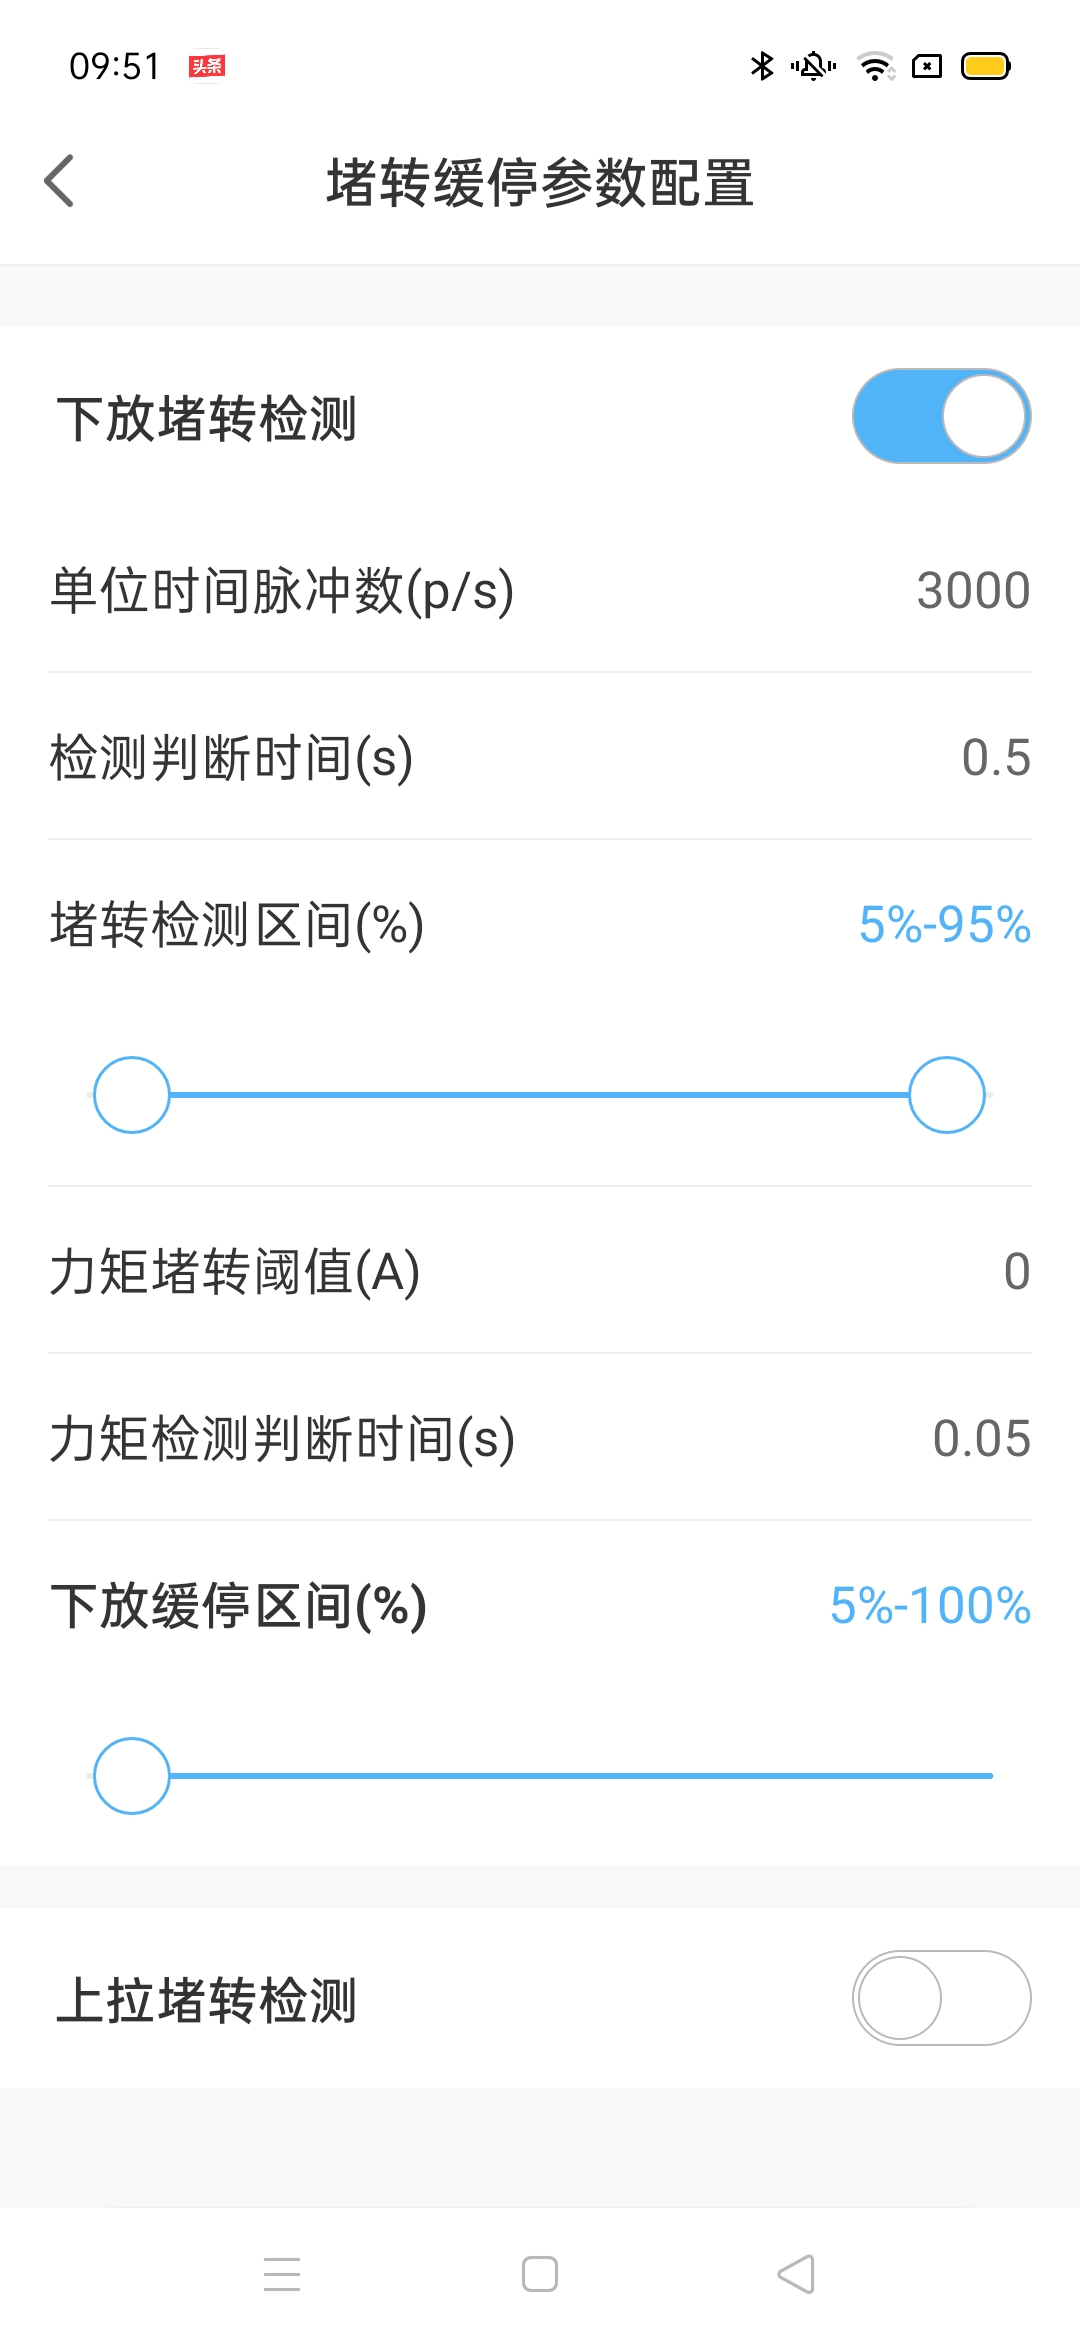 09:51 头条
堵转缓停参数配置
下放堵转检测
单位时间脉冲数(p/s) 3000
检测判断时间(s) 0.5
堵转检测区间(%) 5%-95%
力矩堵转阈值(A) 0
力矩检测判断时间(s) 0.05
下放缓停区间(%) 5%-100%
上拉堵转检测